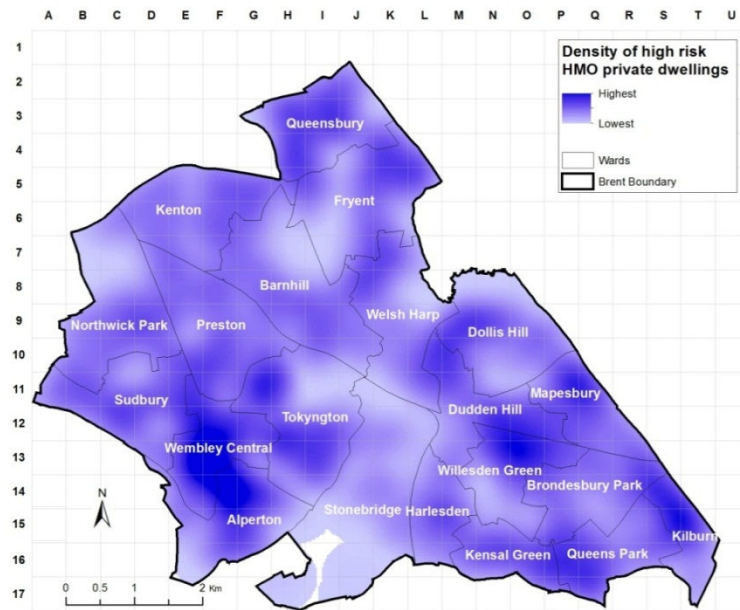 A B C D E F G H I J K L M N O P Q R S T U
1
2
3
4
5
6
7
8
9
10
11
12
13
14
15
16
17
Density of high risk
HMO private dwellings
Highest
Lowest
Wards
Brent Boundary
Queensbury
Fryent
Kenton
Barnhill
Welsh Harp
Northwick Park
Preston
Dollis Hill
Sudbury
Mapesbury
Tokyngton
Dudden Hill
Wembley Central
Willesden Green
Brondesbury Park
Alperton
Stonebridge
Harlesden
Kilburn
Kensal Green
Queens Park
N
0 0.5 1 2 Km